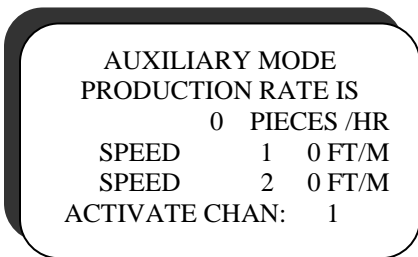 AUXILIARY MODE
PRODUCTION RATE IS
0 PIECES /HR
SPEED 1 0 FT/M
SPEED 2 0 FT/M
ACTIVATE CHAN: 1